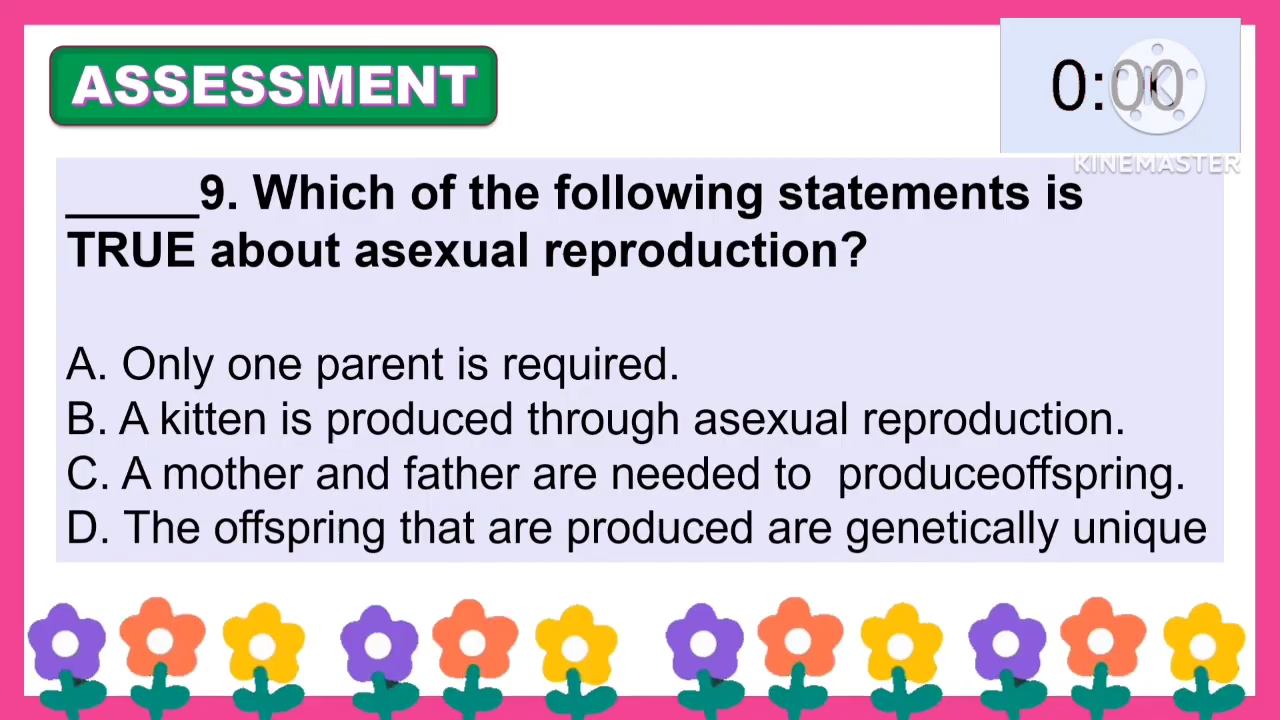 ASSESSMENT
0:00
KINEMASTER
_____9. Which of the following statements is
TRUE about asexual reproduction?
A. Only one parent is required.
B. A kitten is produced through asexual reproduction.
C. A mother and father are needed to  produceoffspring.
D. The offspring that are produced are genetically unique